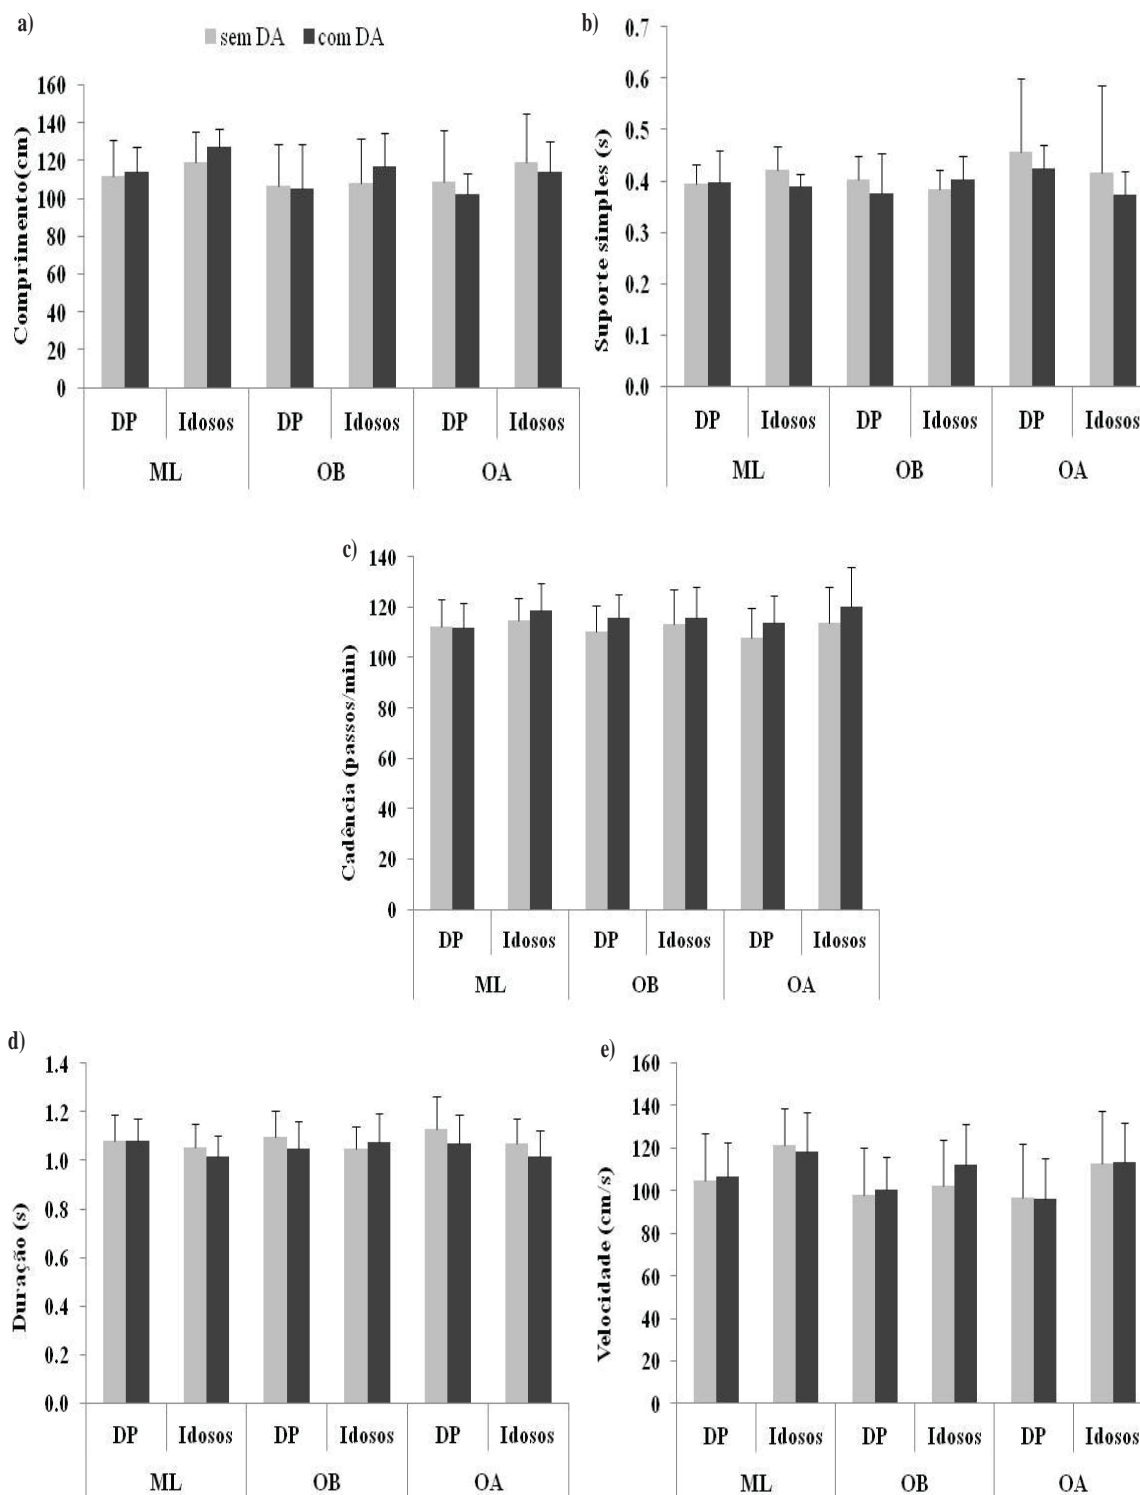 a)
sem DA com DA
Comprimento(cm)
160
140
120
100
80
60
40
20
0
DP Idosos DP Idosos DP Idosos
ML OB OA
b)
Suporte simples (s)
0.7
0.6
0.5
0.4
0.3
0.2
0.1
0.0
DP Idosos DP Idosos DP Idosos
ML OB OA
c)
Cadência (passos/min)
140
120
100
80
60
40
20
0
DP Idosos DP Idosos DP Idosos
ML OB OA
d)
Duração (s)
1.4
1.2
1.0
0.8
0.6
0.4
0.2
0.0
DP Idosos DP Idosos DP Idosos
ML OB OA
e)
Velocidade (cm/s)
160
140
120
100
80
60
40
20
0
DP Idosos DP Idosos DP Idosos
ML OB OA